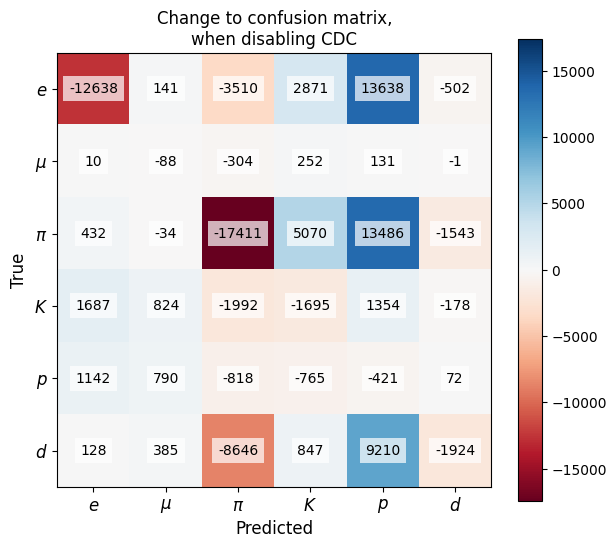 Change to confusion matrix,
when disabling CDC
e -12638 141 -3510 2871 13638 -502
μ 10 -88 -304 252 131 -1
π 432 -34 -17411 5070 13486 -1543
K 1687 824 -1992 -1695 1354 -178
p 1142 790 -818 -765 -421 72
d 128 385 -8646 847 9210 -1924
e μ π K p d
Predicted
True
15000
10000
5000
0
−5000
−10000
−15000